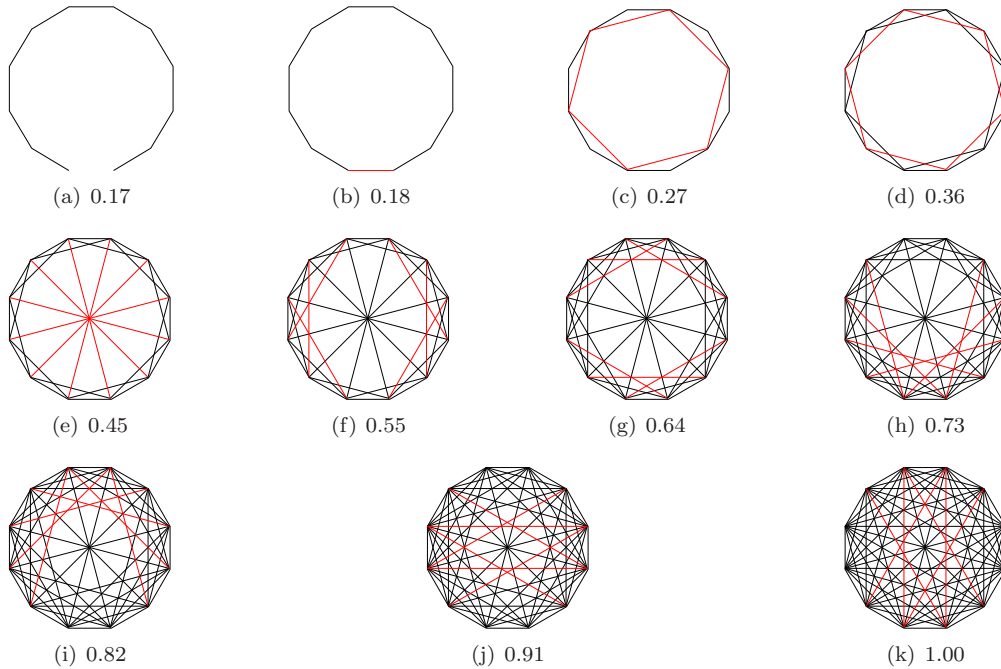 (a) 0.17
(b) 0.18
(c) 0.27
(d) 0.36
(e) 0.45
(f) 0.55
(g) 0.64
(h) 0.73
(i) 0.82
(j) 0.91
(k) 1.00